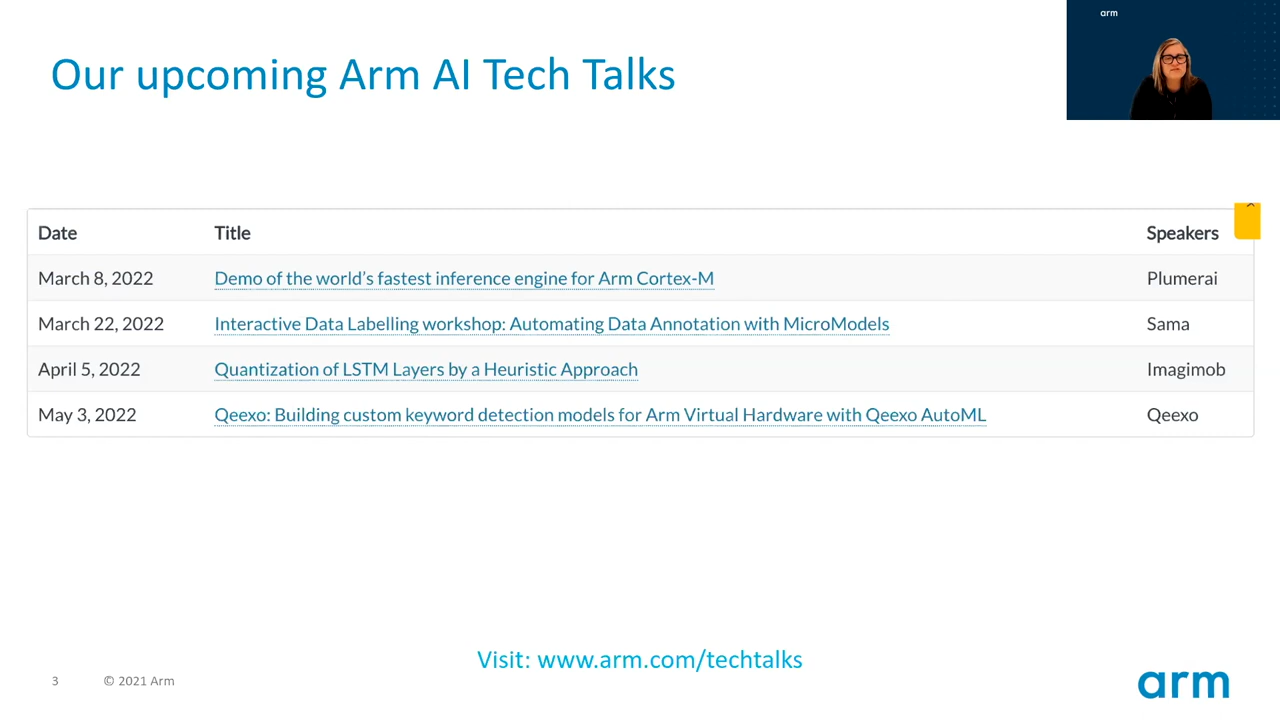 arm
Our upcoming Arm AI Tech Talks
Date Title Speakers
March 8, 2022 Demo of the world’s fastest inference engine for Arm Cortex-M Plumerai
March 22, 2022 Interactive Data Labelling workshop: Automating Data Annotation with MicroModels Sama
April 5, 2022 Quantization of LSTM Layers by a Heuristic Approach Imagimob
May 3, 2022 Qeexo: Building custom keyword detection models for Arm Virtual Hardware with Qeexo AutoML Qeexo
Visit: www.arm.com/techtalks
3 © 2021 Arm
arm